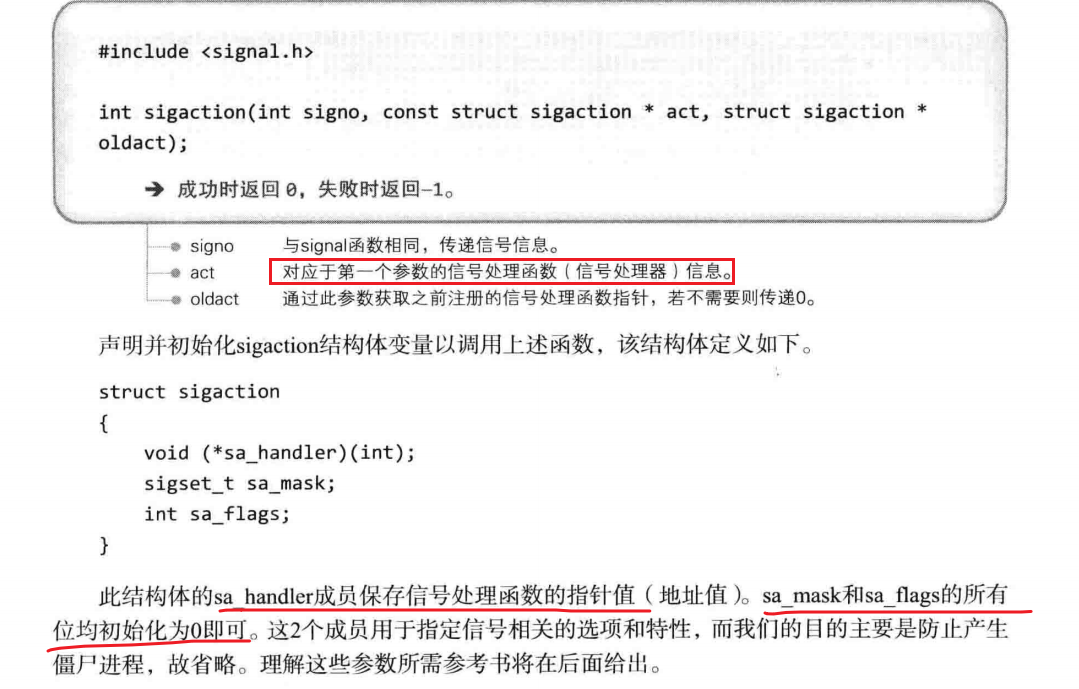 #include <signal.h>
int sigaction(int signo, const struct sigaction * act, struct sigaction *
oldact);
➔ 成功时返回 0，失败时返回–1。
signo 与signal函数相同，传递信号信息。
act 对应于第一个参数的信号处理函数（信号处理器）信息。
oldact 通过此参数获取之前注册的信号处理函数指针，若不需要则传递0。
声明并初始化sigaction结构体变量以调用上述函数，该结构体定义如下。
struct sigaction
{
void (*sa_handler)(int);
sigset_t sa_mask;
int sa_flags;
}
此结构体的sa_handler成员保存信号处理函数的指针值（地址值）。sa_mask和sa_flags的所有
位均初始化为0即可。这2个成员用于指定信号相关的选项和特性，而我们的目的主要是防止产生
僵尸进程，故省略。理解这些参数所需参考书将在后面给出。